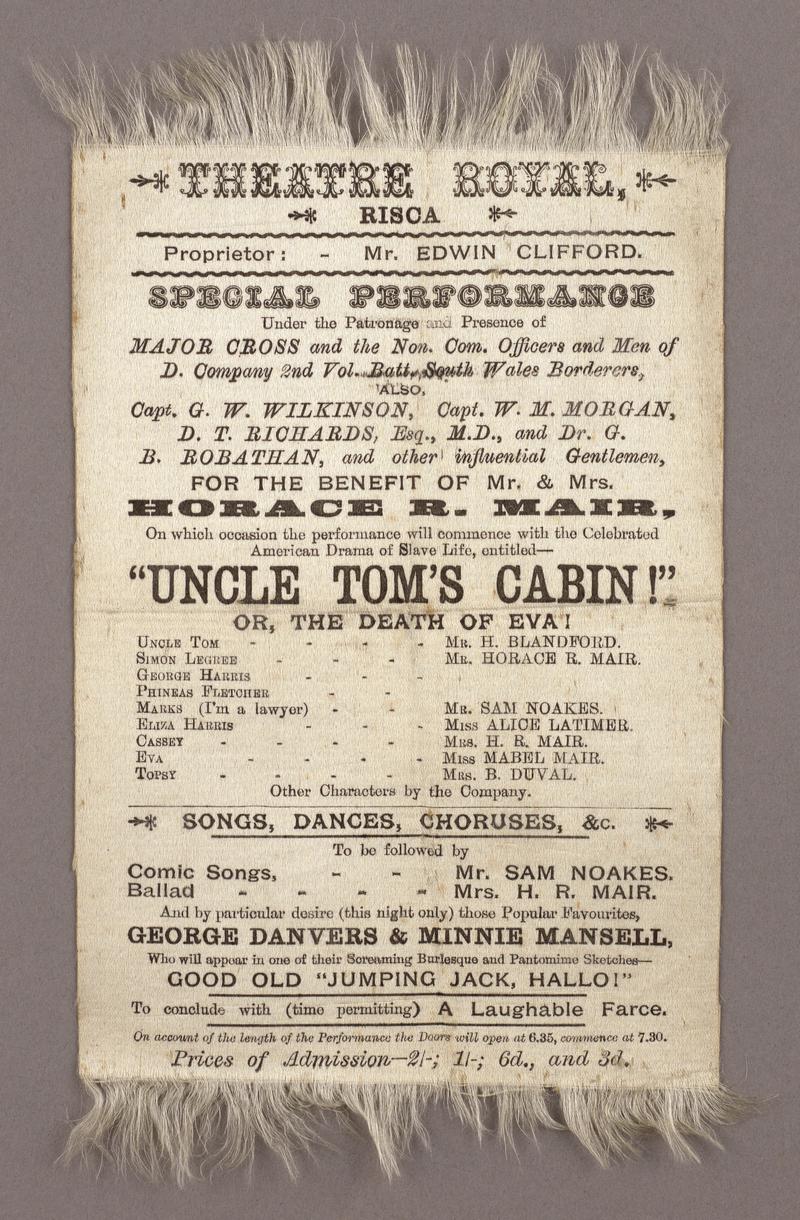 THEATRE ROYAL,
RISCA
Proprietor: - Mr. EDWIN CLIFFORD.
SPECIAL PERFORMANCE
Under the Patronage and Presence of
MAJOR CROSS and the Non. Com. Officers and Men of
D. Company 2nd Vol. Batt. South Wales Borderers,
ALSO,
Capt. G. W. WILKINSON, Capt. W. M. MORGAN,
D. T. RICHARDS, Esq., M.D., and Dr. G.
B. ROBATHAN, and other influential Gentlemen,
FOR THE BENEFIT OF Mr. & Mrs.
HORACE R. MAIR,
On which occasion the performance will commence with the Celebrated
American Drama of Slave Life, entitled—
"UNCLE TOM'S CABIN!"
OR, THE DEATH OF EVA!
UNCLE TOM - - - - MR. H. BLANDFORD.
SIMON LEGREE - - - MR. HORACE R. MAIR.
GEORGE HARRIS - - -
PHINEAS FLETCHER - -
MARKS (I'm a lawyer) - - MR. SAM NOAKES.
ELIZA HARRIS - - - MISS ALICE LATIMER.
CASSEY - - - - MRS. H. R. MAIR.
EVA - - - - MISS MABEL MAIR.
TOPSY - - - - MRS. B. DUVAL.
Other Characters by the Company.
SONGS, DANCES, CHORUSES, &c.
To be followed by
Comic Songs, - - Mr. SAM NOAKES.
Ballad - - - - Mrs. H. R. MAIR.
And by particular desire (this night only) those Popular Favourites,
GEORGE DANVERS & MINNIE MANSELL,
Who will appear in one of their Screaming Burlesque and Pantomime Sketches—
GOOD OLD "JUMPING JACK, HALLO!"
To conclude with (time permitting) A Laughable Farce.
On account of the length of the Performance the Doors will open at 6.35, commence at 7.30.
Prices of Admission—2/-; 1/-; 6d., and 3d.